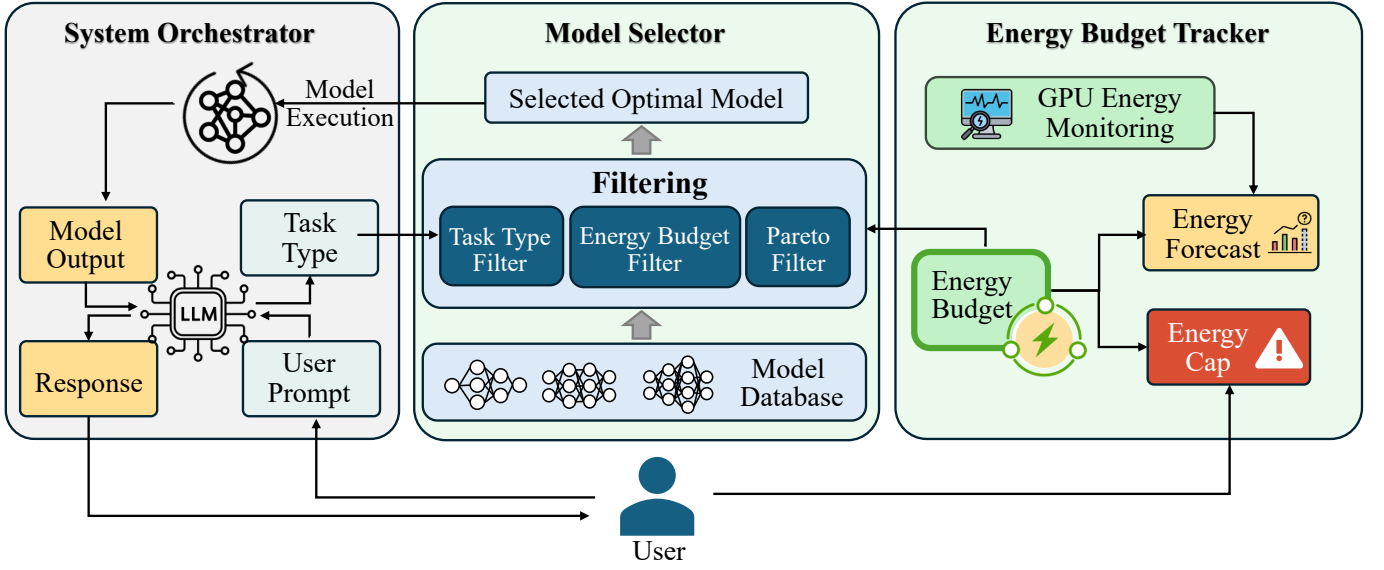 System Orchestrator
Model
Execution
Model
Output
Task
Type
LLM
Response
User
Prompt
Model Selector
Selected Optimal Model
Filtering
Task Type
Filter
Energy Budget
Filter
Pareto
Filter
Model
Database
Energy Budget Tracker
GPU Energy
Monitoring
Energy
Forecast
?
Energy
Budget
Energy
Cap
!
User